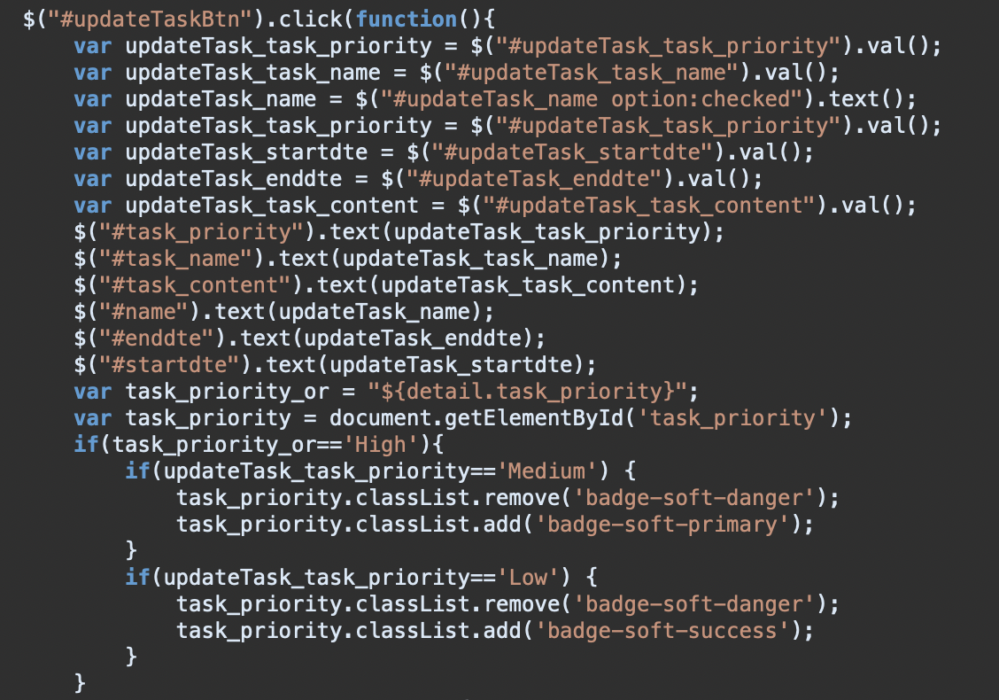 $("#updateTaskBtn").click(function(){
    var updateTask_task_priority = $("#updateTask_task_priority").val();
    var updateTask_task_name = $("#updateTask_task_name").val();
    var updateTask_name = $("#updateTask_name option:checked").text();
    var updateTask_task_priority = $("#updateTask_task_priority").val();
    var updateTask_startdte = $("#updateTask_startdte").val();
    var updateTask_enddte = $("#updateTask_enddte").val();
    var updateTask_task_content = $("#updateTask_task_content").val();
    $("#task_priority").text(updateTask_task_priority);
    $("#task_name").text(updateTask_task_name);
    $("#task_content").text(updateTask_task_content);
    $("#name").text(updateTask_name);
    $("#enddte").text(updateTask_enddte);
    $("#startdte").text(updateTask_startdte);
    var task_priority_or = "${detail.task_priority}";
    var task_priority = document.getElementById('task_priority');
    if(task_priority_or=='High'){
        if(updateTask_task_priority=='Medium') {
            task_priority.classList.remove('badge-soft-danger');
            task_priority.classList.add('badge-soft-primary');
        }
        if(updateTask_task_priority=='Low') {
            task_priority.classList.remove('badge-soft-danger');
            task_priority.classList.add('badge-soft-success');
        }
    }